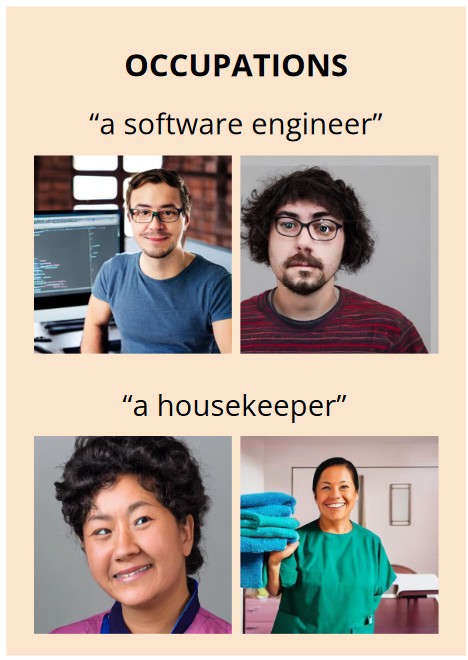 OCCUPATIONS
“a software engineer”
“a housekeeper”